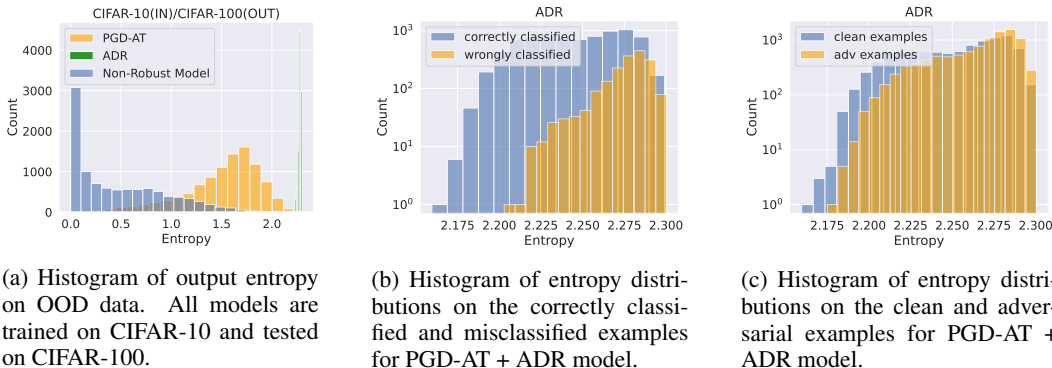 CIFAR-10(IN)/CIFAR-100(OUT)
PGD-AT
ADR
Non-Robust Model
4000
3000
2000
1000
0
Count
0.0 0.5 1.0 1.5 2.0
Entropy
ADR
correctly classified
wrongly classified
10³
10²
10¹
10⁰
Count
2.175 2.200 2.225 2.250 2.275 2.300
Entropy
ADR
clean examples
adv examples
10³
10²
10¹
10⁰
Count
2.175 2.200 2.225 2.250 2.275 2.300
Entropy
(a) Histogram of output entropy
on OOD data. All models are
trained on CIFAR-10 and tested
on CIFAR-100.
(b) Histogram of entropy distri-
butions on the correctly classi-
fied and misclassified examples
for PGD-AT + ADR model.
(c) Histogram of entropy distri-
butions on the clean and adver-
sarial examples for PGD-AT +
ADR model.